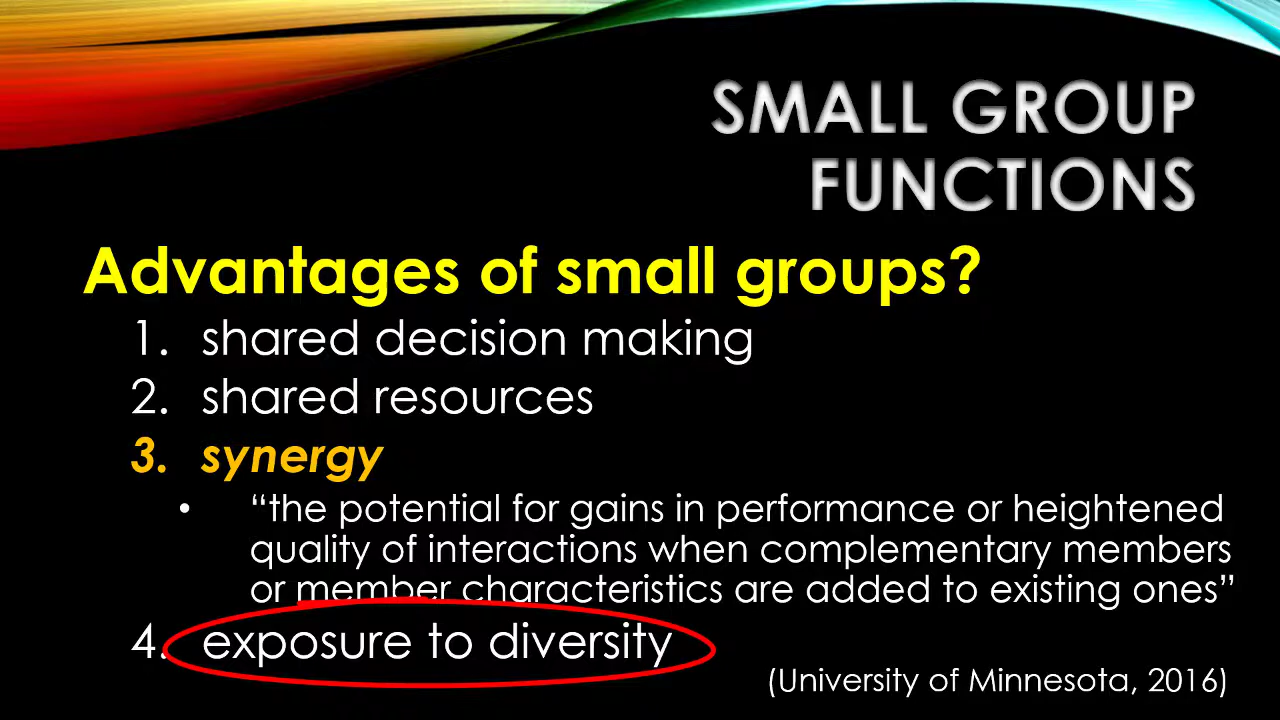 SMALL GROUP
FUNCTIONS
Advantages of small groups?
1. shared decision making
2. shared resources
3. synergy
• “the potential for gains in performance or heightened
quality of interactions when complementary members
or member characteristics are added to existing ones”
4. exposure to diversity
(University of Minnesota, 2016)